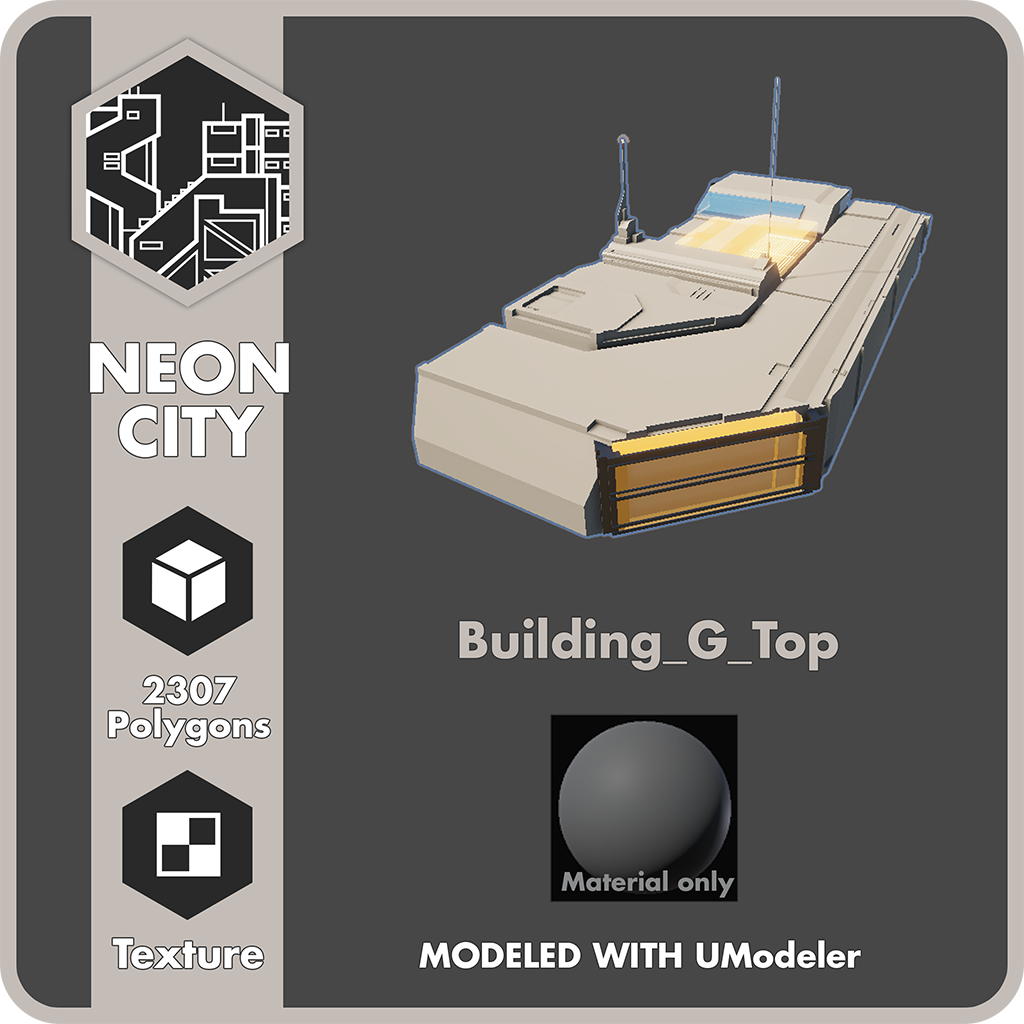 NEON
CITY
2307
Polygons
Texture
Building_G_Top
Material only
MODELED WITH UModeler